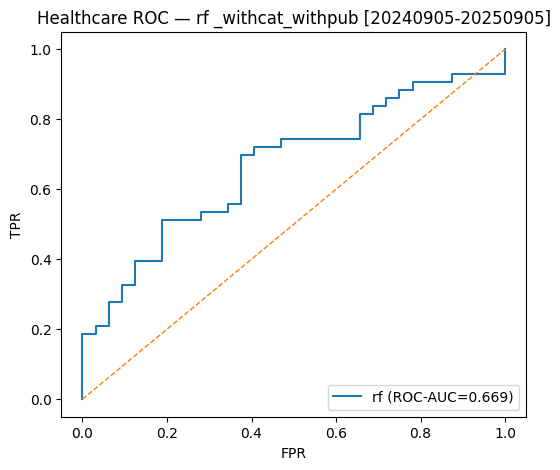 Healthcare ROC — rf _withcat_withpub [20240905-20250905]
1.0
0.8
0.6
0.4
0.2
0.0
TPR
rf (ROC-AUC=0.669)
0.0 0.2 0.4 0.6 0.8 1.0
FPR